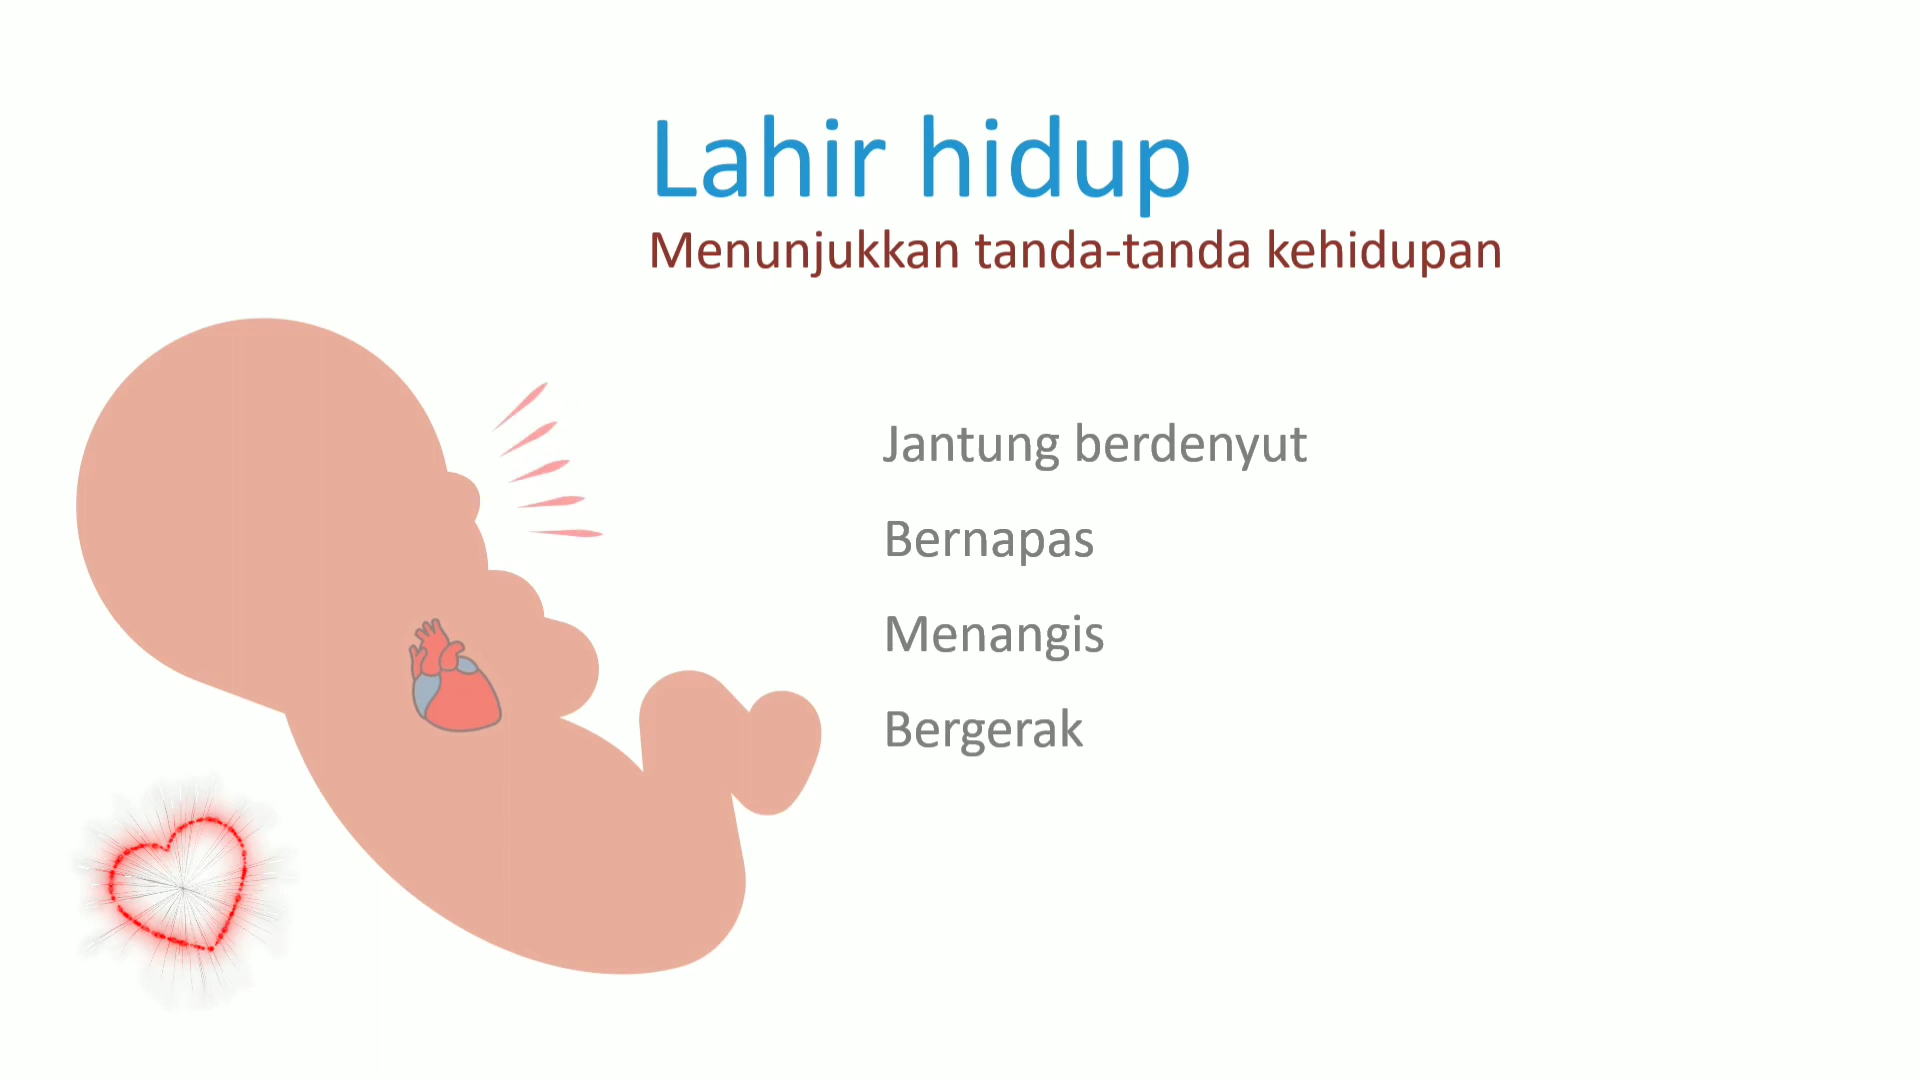 Lahir hidup
Menunjukkan tanda-tanda kehidupan
Jantung berdenyut
Bernapas
Menangis
Bergerak